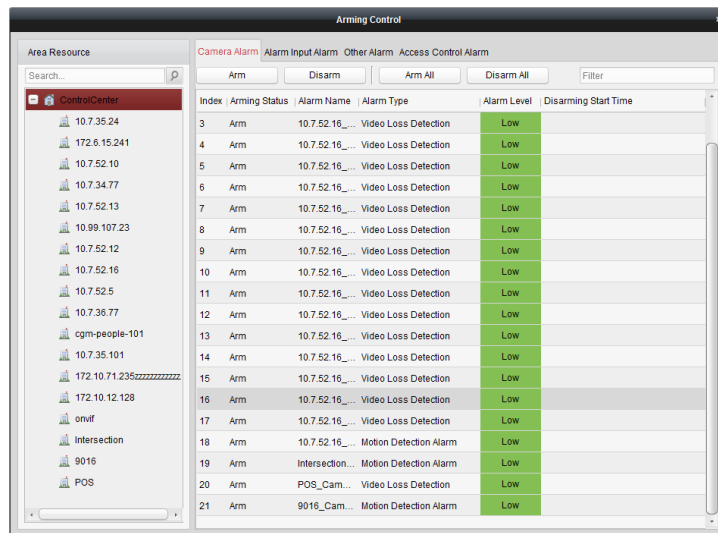 Arming Control
Area Resource
Search...
ControlCenter
10.7.35.24
172.6.15.241
10.7.52.10
10.7.34.77
10.7.52.13
10.99.107.23
10.7.52.12
10.7.52.16
10.7.52.5
10.7.36.77
cgm-people-101
10.7.35.101
172.10.71.235zzzzzzzzzzzz
172.10.12.128
onvif
Intersection
9016
POS
Camera Alarm Alarm Input Alarm Other Alarm Access Control Alarm
Arm Disarm Arm All Disarm All Filter
Index Arming Status Alarm Name Alarm Type Alarm Level Disarming Start Time
3 Arm 10.7.52.16_... Video Loss Detection Low
4 Arm 10.7.52.16_... Video Loss Detection Low
5 Arm 10.7.52.16_... Video Loss Detection Low
6 Arm 10.7.52.16_... Video Loss Detection Low
7 Arm 10.7.52.16_... Video Loss Detection Low
8 Arm 10.7.52.16_... Video Loss Detection Low
9 Arm 10.7.52.16_... Video Loss Detection Low
10 Arm 10.7.52.16_... Video Loss Detection Low
11 Arm 10.7.52.16_... Video Loss Detection Low
12 Arm 10.7.52.16_... Video Loss Detection Low
13 Arm 10.7.52.16_... Video Loss Detection Low
14 Arm 10.7.52.16_... Video Loss Detection Low
15 Arm 10.7.52.16_... Video Loss Detection Low
16 Arm 10.7.52.16_... Video Loss Detection Low
17 Arm 10.7.52.16_... Video Loss Detection Low
18 Arm 10.7.52.16_... Motion Detection Alarm Low
19 Arm Intersection... Motion Detection Alarm Low
20 Arm POS_Cam... Video Loss Detection Low
21 Arm 9016_Cam... Motion Detection Alarm Low